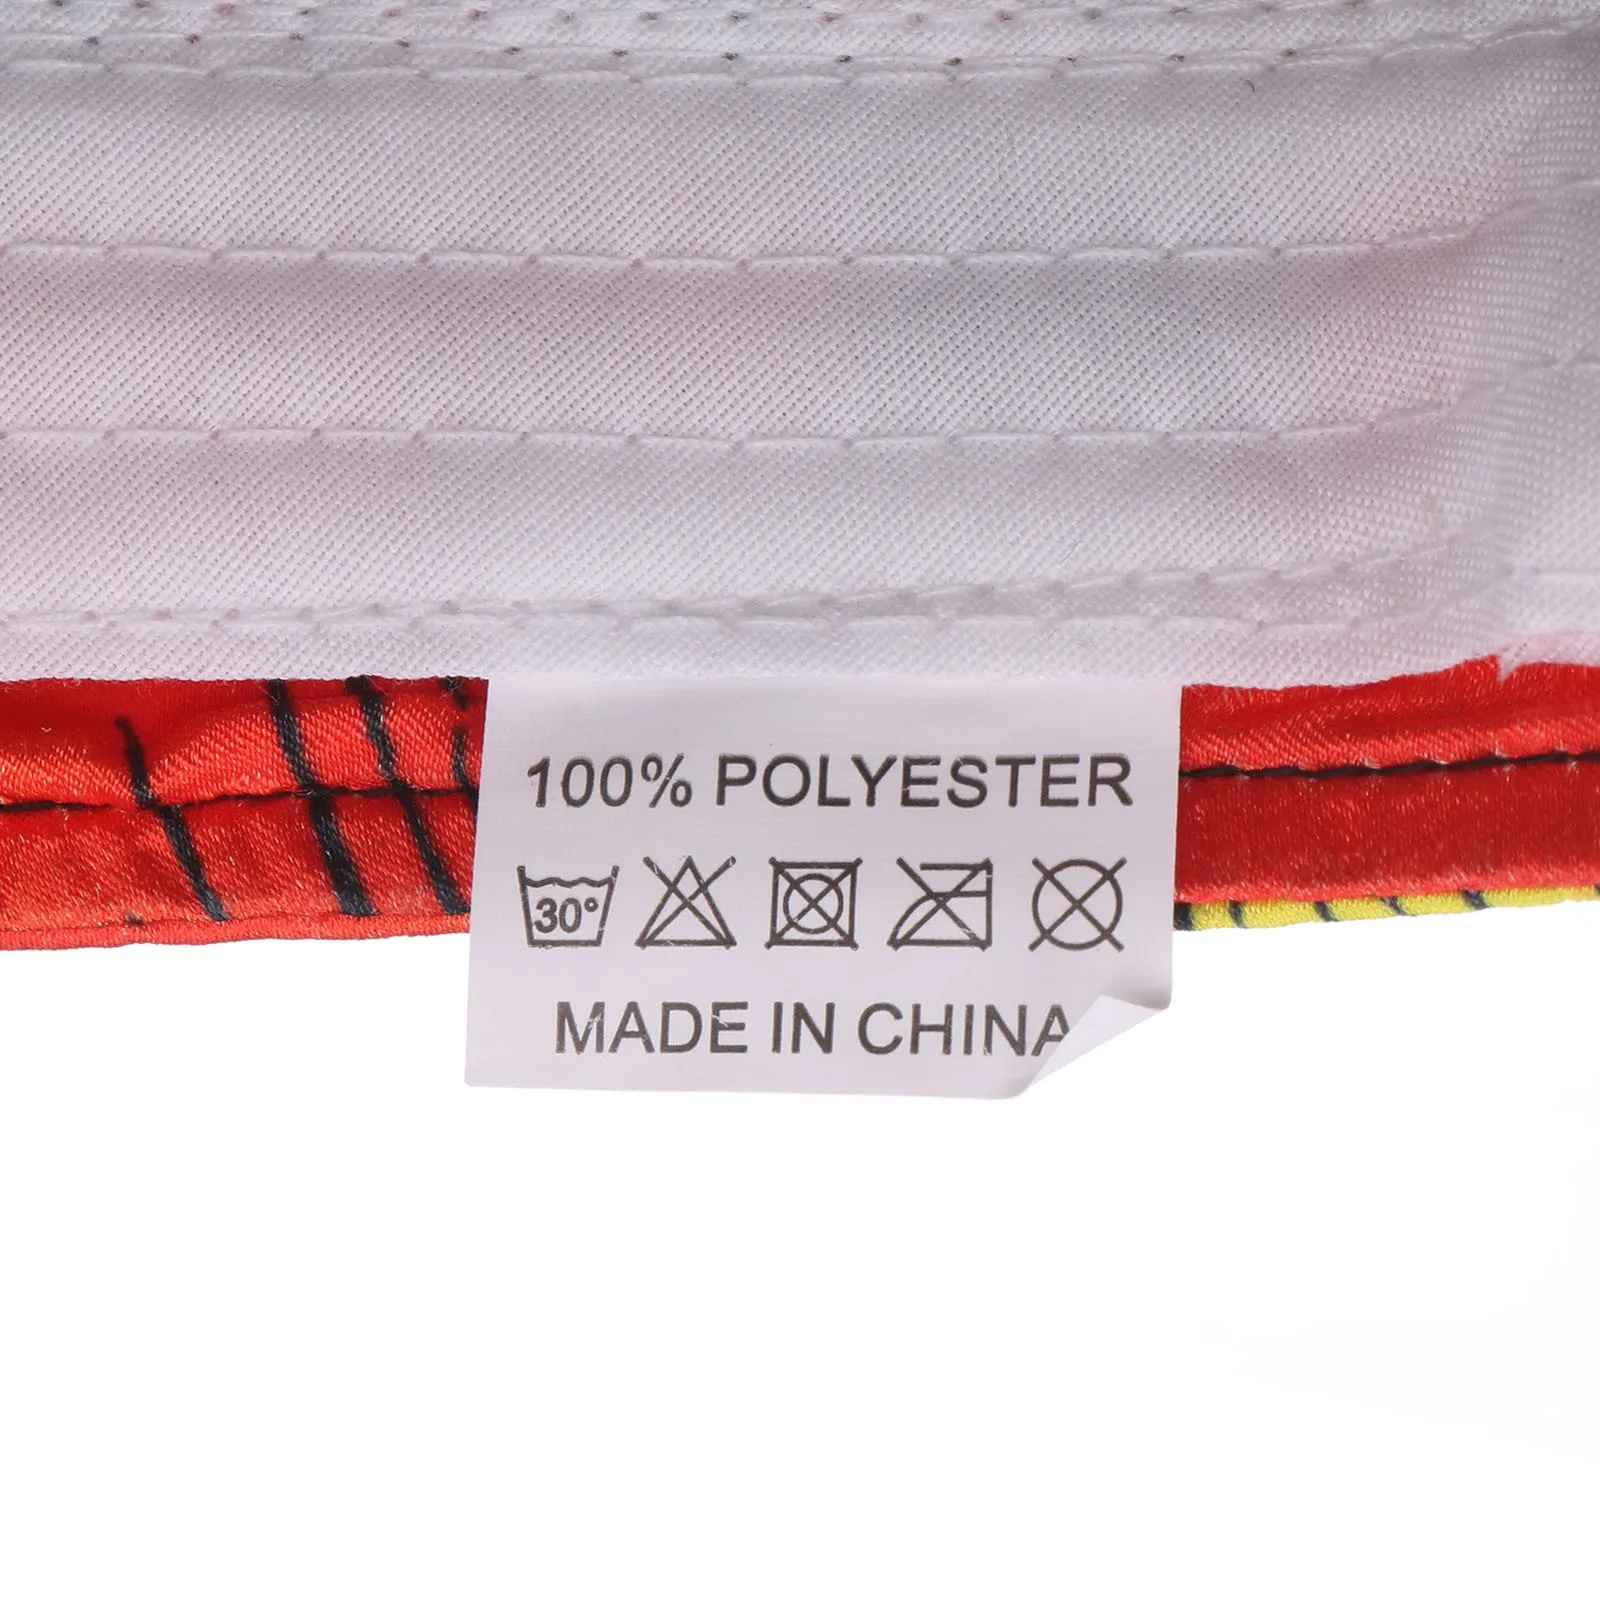 100% POLYESTER
30°
MADE IN CHINA